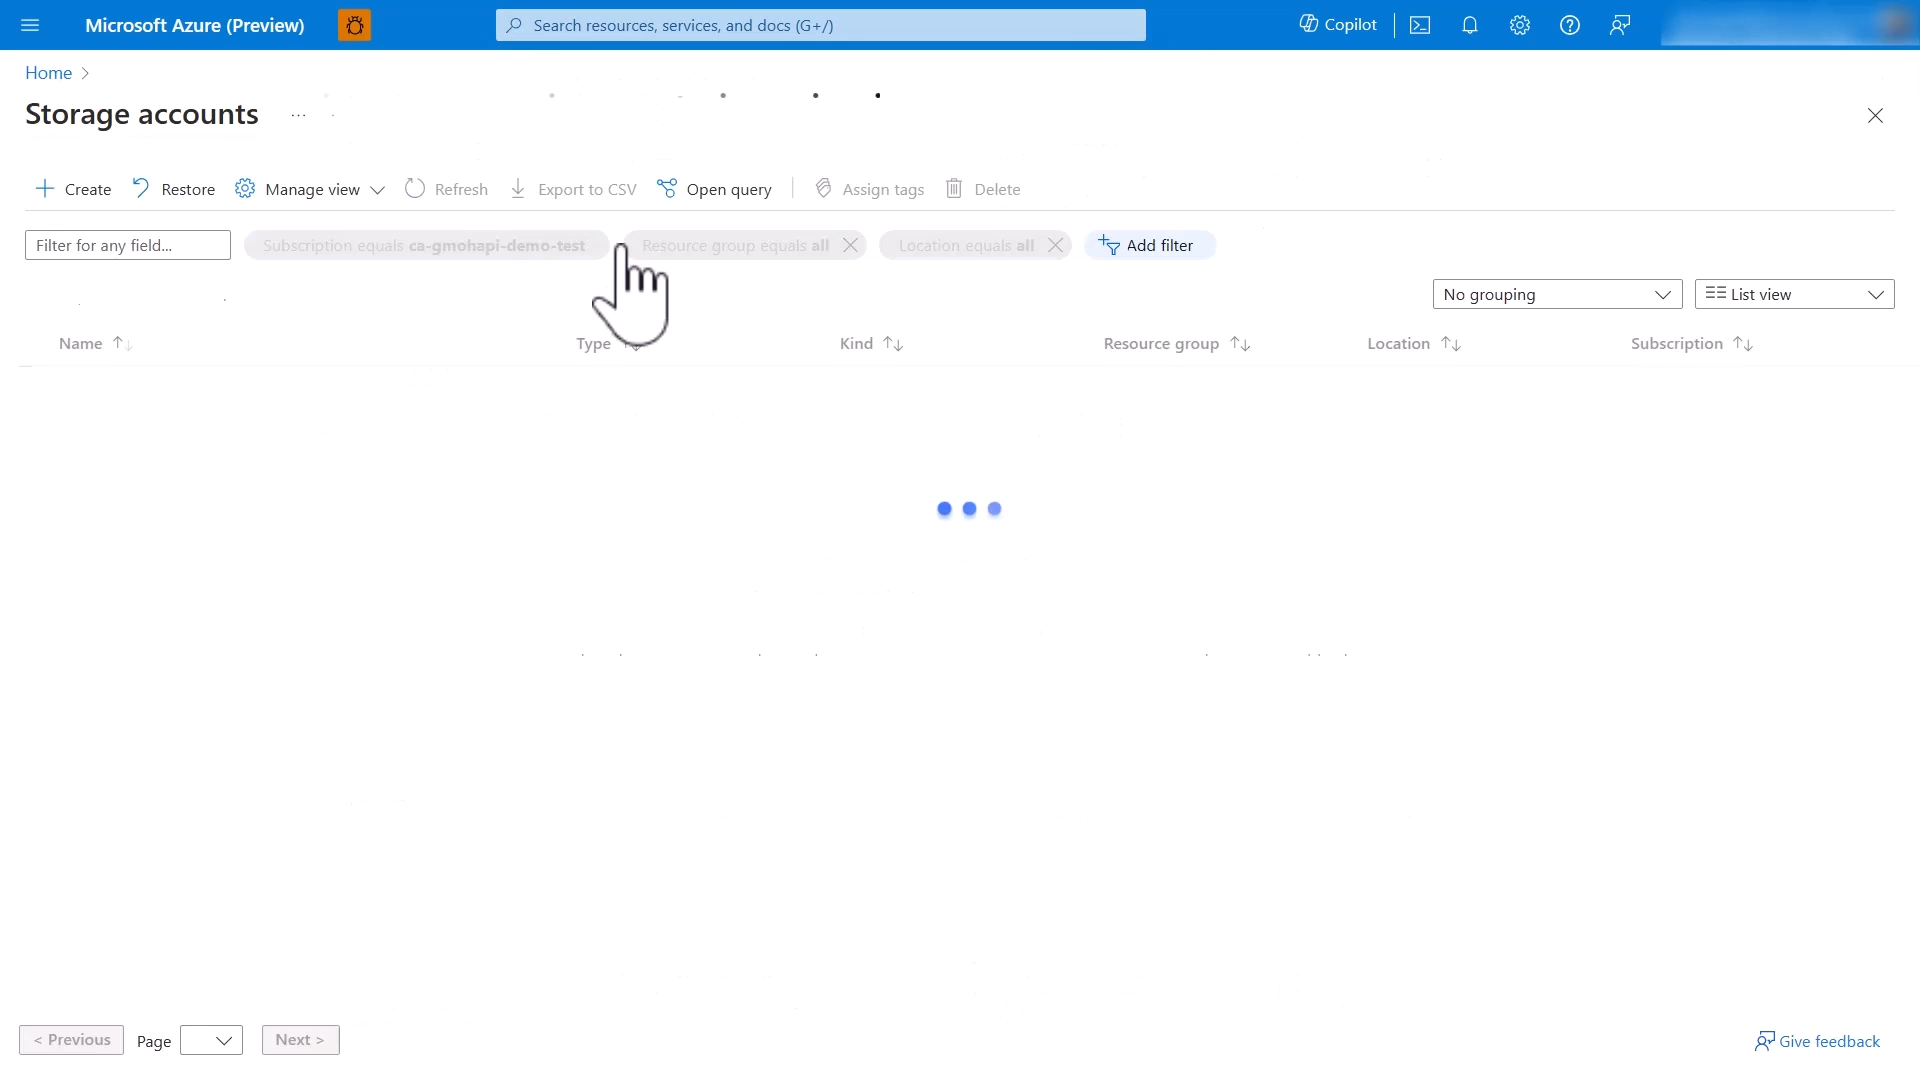 Microsoft Azure (Preview) Search resources, services, and docs (G+/) Copilot
Home
Storage accounts ...
Create Restore Manage view Refresh Export to CSV Open query Assign tags Delete
Filter for any field... Subscription equals ca-gmohapi-demo-test Resource group equals all Location equals all Add filter
No grouping List view
Name Type Kind Resource group Location Subscription
< Previous Page Next > Give feedback